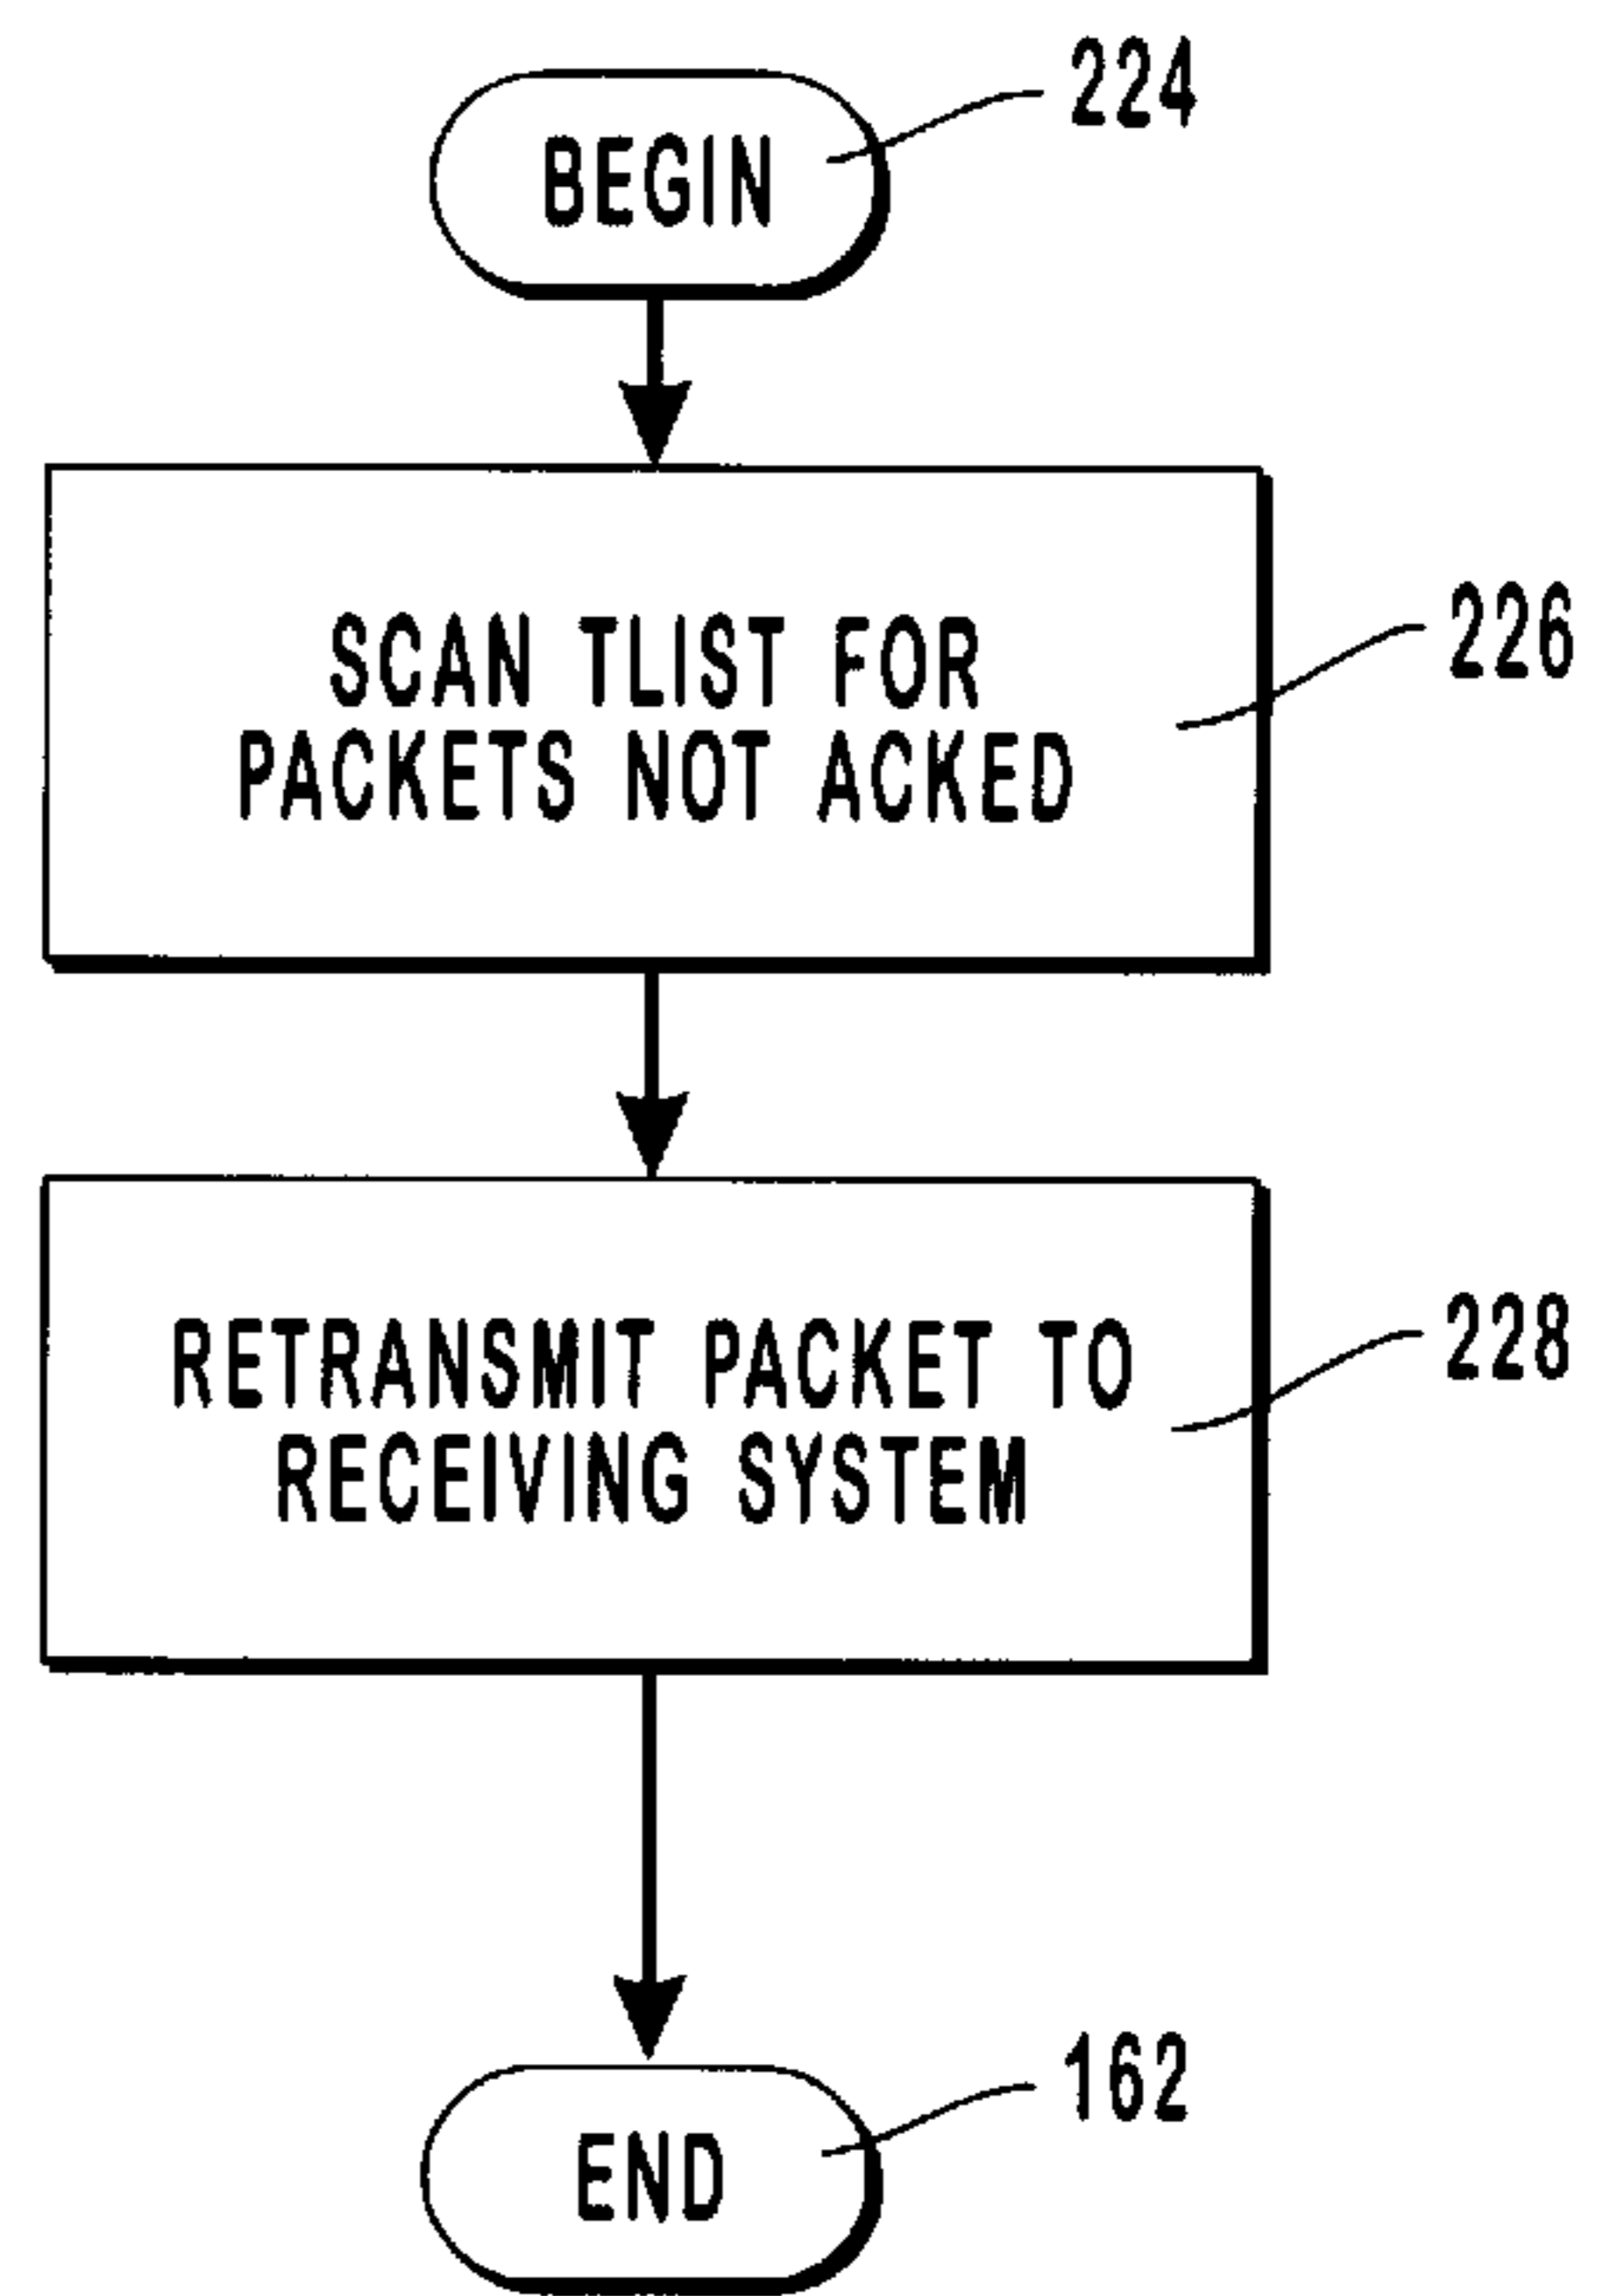 BEGIN
224
SCAN TLIST FOR
PACKETS NOT ACKED
226
RETRANSMIT PACKET TO
RECEIVING SYSTEM
228
END
162